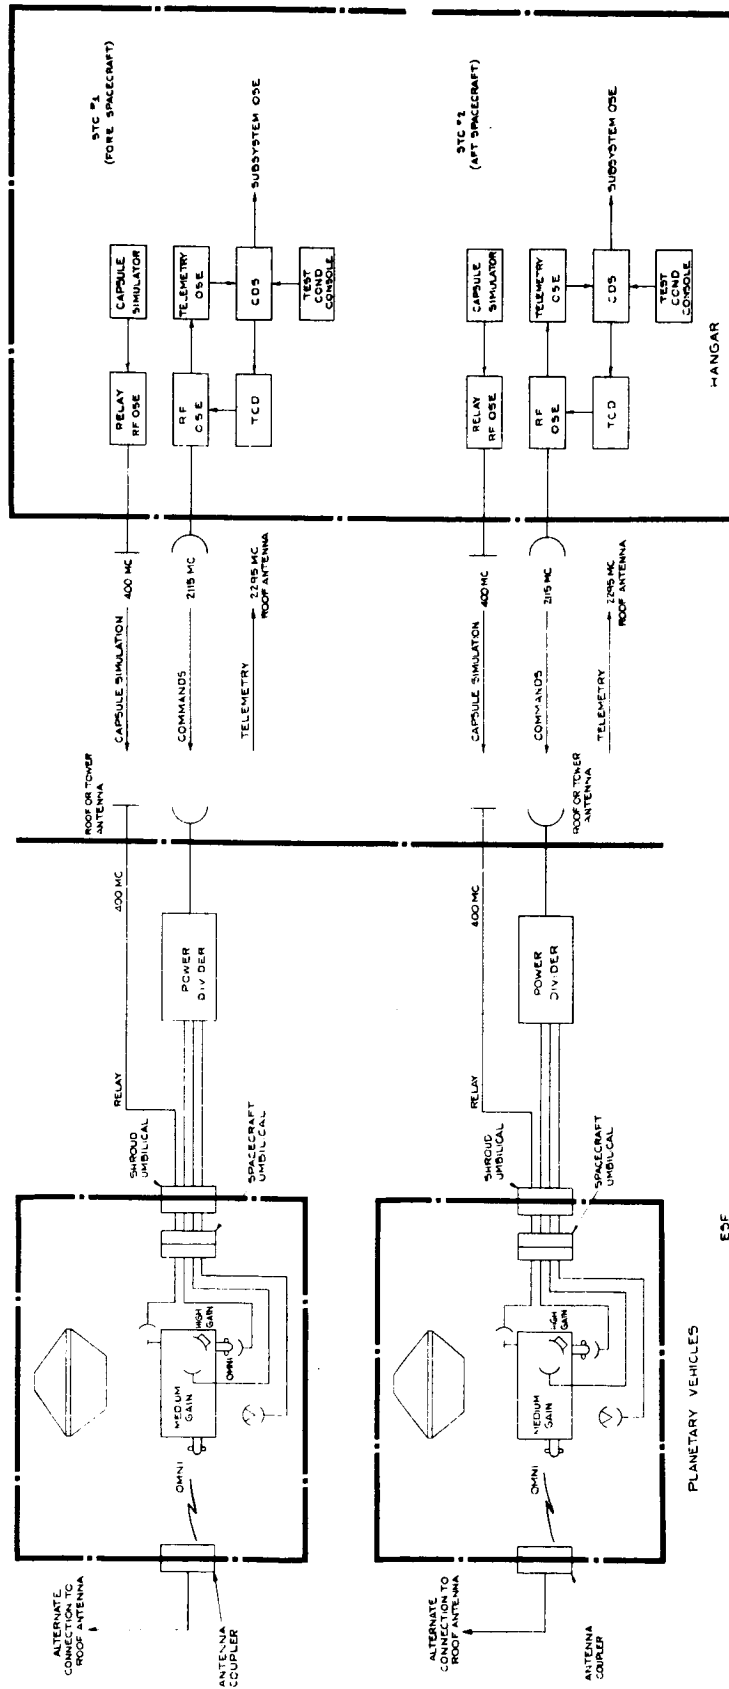 ALTERNATE
CONNECTION TO
ROOF ANTENNA
ANTENNA
COUPLER
OMNI
MEDIUM
GAIN
OMNI
HIGH
GAIN
SHROUD
UMBILICAL
SPACECRAFT
UMBILICAL
RELAY
400 MC
POWER
DIVIDER
ROOF OR TOWER
ANTENNA
CAPSULE SIMULATION
400 MC
COMMANDS
2115 MC
TELEMETRY
2295 MC
ROOF ANTENNA
STC #1
(FORE SPACECRAFT)
RELAY
RF OSE
CAPSULE
SIMULATOR
RF
OSE
TELEMETRY
OSE
TCD
CDS
SUBSYSTEM OSE
TEST
COND
CONSOLE
ALTERNATE
CONNECTION TO
ROOF ANTENNA
ANTENNA
COUPLER
OMNI
MEDIUM
GAIN
HIGH
GAIN
SHROUD
UMBILICAL
SPACECRAFT
UMBILICAL
RELAY
400 MC
POWER
DIVIDER
ROOF OR TOWER
ANTENNA
CAPSULE SIMULATION
400 MC
COMMANDS
2115 MC
TELEMETRY
2295 MC
ROOF ANTENNA
STC #2
(AFT SPACECRAFT)
RELAY
RF OSE
CAPSULE
SIMULATOR
RF
OSE
TELEMETRY
OSE
TCD
CDS
SUBSYSTEM OSE
TEST
COND
CONSOLE
PLANETARY VEHICLES
ESF
HANGAR